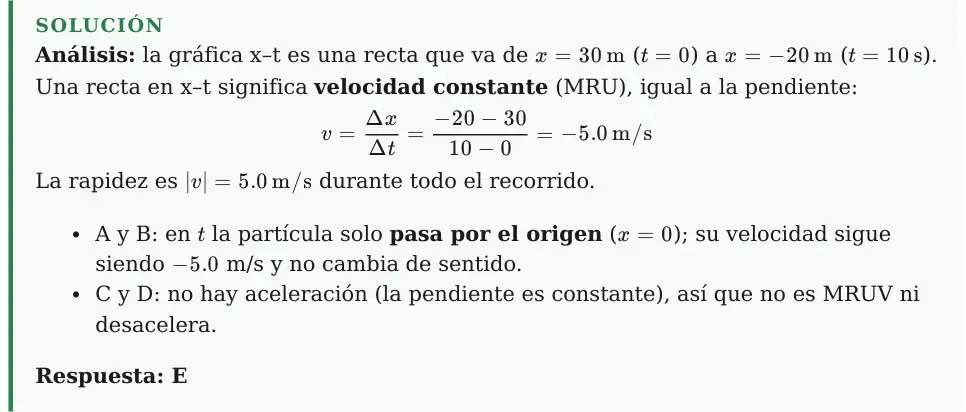 SOLUCIÓN
Análisis: la gráfica x–t es una recta que va de x = 30 m (t = 0) a x = −20 m (t = 10 s).
Una recta en x–t significa velocidad constante (MRU), igual a la pendiente:
v = Δx/Δt = (−20 − 30)/(10 − 0) = −5.0 m/s
La rapidez es |v| = 5.0 m/s durante todo el recorrido.
• A y B: en t la partícula solo pasa por el origen (x = 0); su velocidad sigue
siendo −5.0 m/s y no cambia de sentido.
• C y D: no hay aceleración (la pendiente es constante), así que no es MRUV ni
desacelera.
Respuesta: E